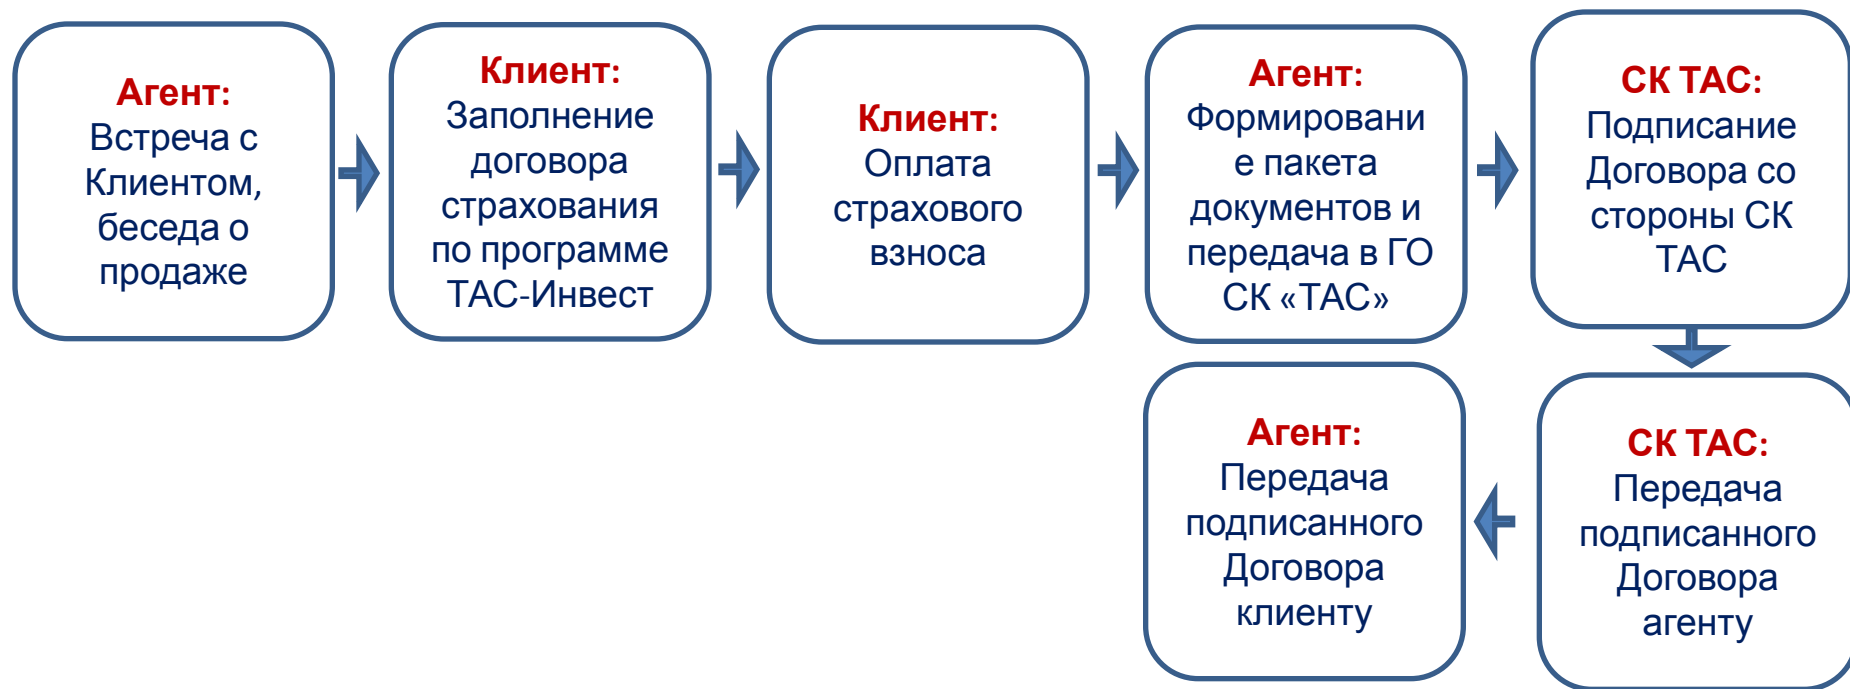 Агент:
Встреча с
Клиентом,
беседа о
продаже
Клиент:
Заполнение
договора
страхования
по программе
ТАС-Инвест
Клиент:
Оплата
страхового
взноса
Агент:
Формировани
е пакета
документов и
передача в ГО
СК «ТАС»
СК ТАС:
Подписание
Договора со
стороны СК
ТАС
СК ТАС:
Передача
подписанного
Договора
агенту
Агент:
Передача
подписанного
Договора
клиенту